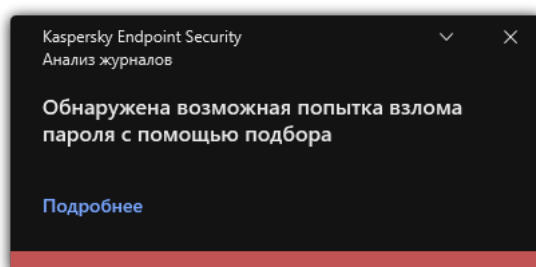 Kaspersky Endpoint Security
Анализ журналов
Обнаружена возможная попытка взлома
пароля с помощью подбора
Подробнее